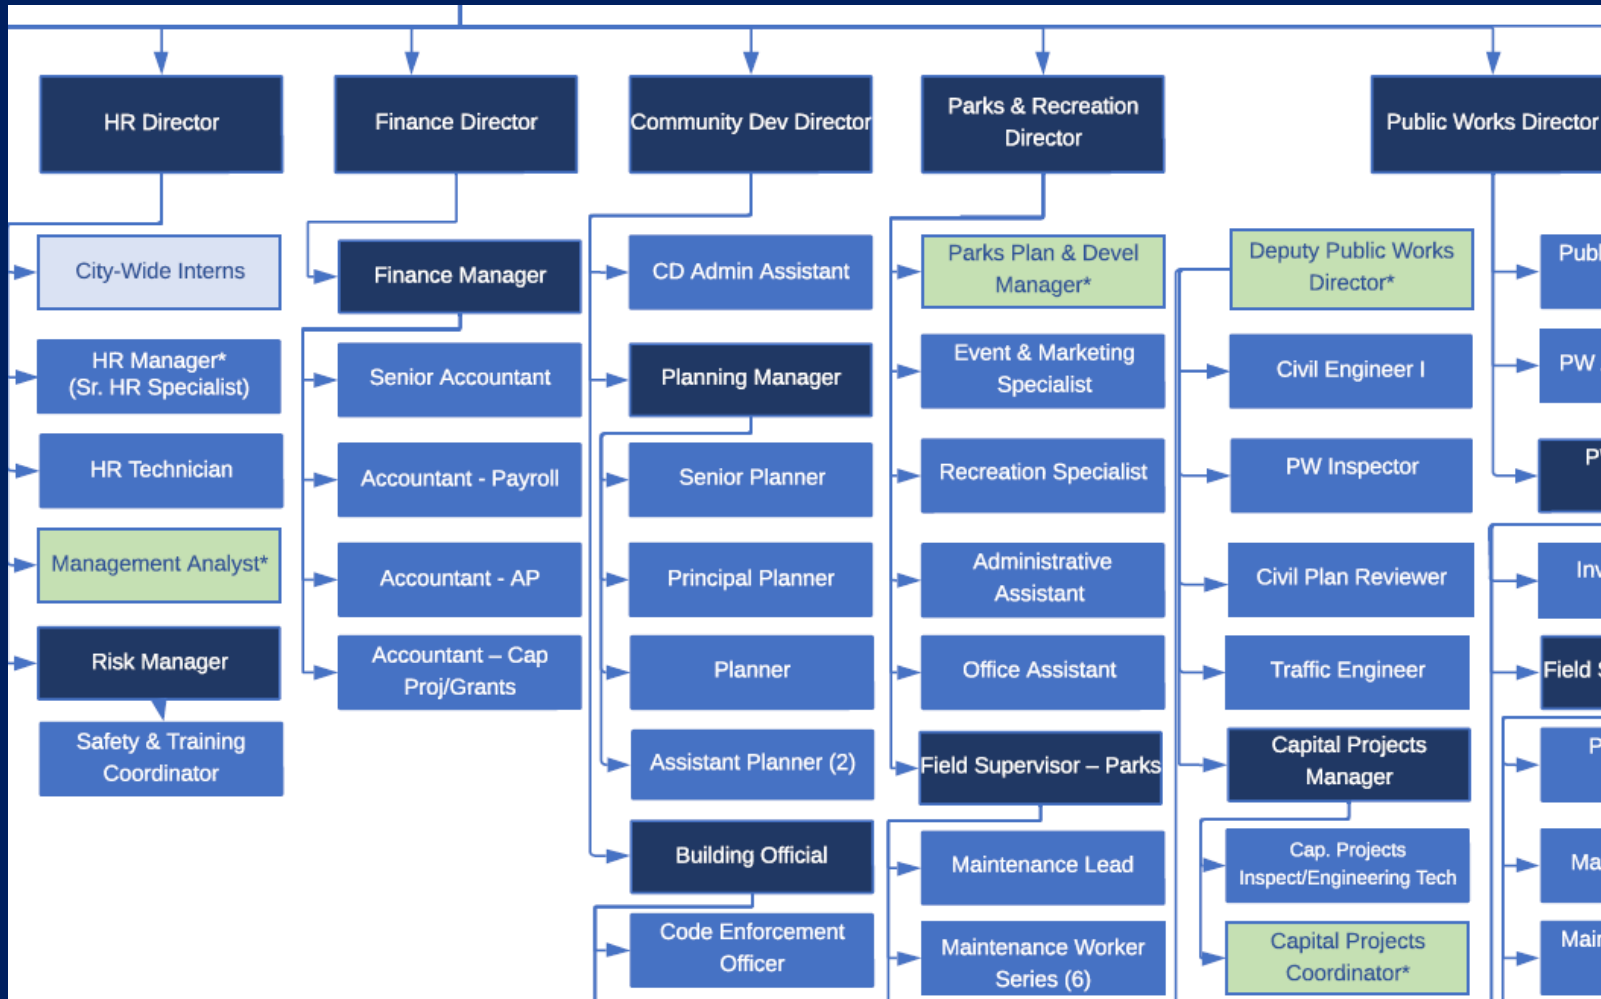 HR Director
Finance Director
Community Dev Director
Parks & Recreation
Director
Public Works Director
City-Wide Interns
HR Manager*
(Sr. HR Specialist)
HR Technician
Management Analyst*
Risk Manager
Safety & Training
Coordinator
Finance Manager
Senior Accountant
Accountant - Payroll
Accountant - AP
Accountant – Cap
Proj/Grants
CD Admin Assistant
Planning Manager
Senior Planner
Principal Planner
Planner
Assistant Planner (2)
Building Official
Code Enforcement
Officer
Parks Plan & Devel
Manager*
Event & Marketing
Specialist
Recreation Specialist
Administrative
Assistant
Office Assistant
Field Supervisor – Parks
Maintenance Lead
Maintenance Worker
Series (6)
Deputy Public Works
Director*
Civil Engineer I
PW Inspector
Civil Plan Reviewer
Traffic Engineer
Capital Projects
Manager
Cap. Projects
Inspect/Engineering Tech
Capital Projects
Coordinator*
PW
Field